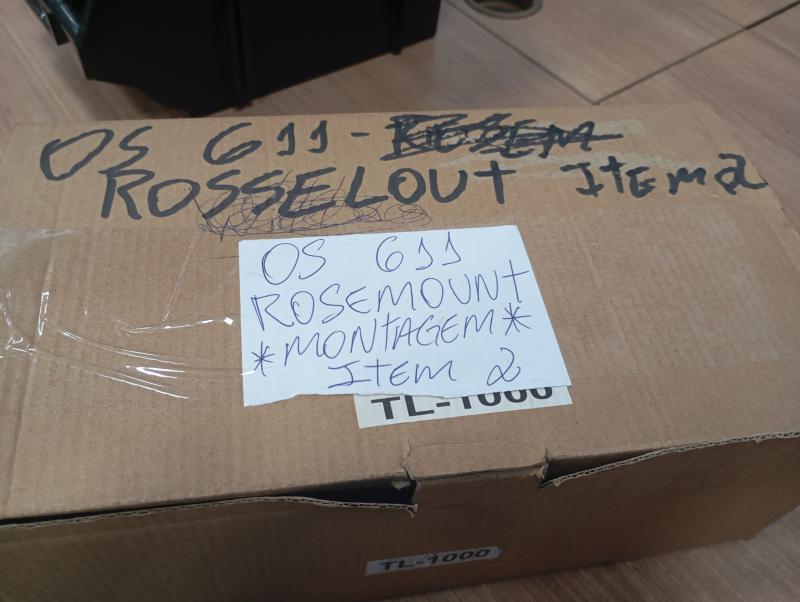 OS 611-
ROSSELOUT ITEM 2
OS 611
ROSEMOUNT
*MONTAGEM*
ITEM 2
TL-1000
TL-1000